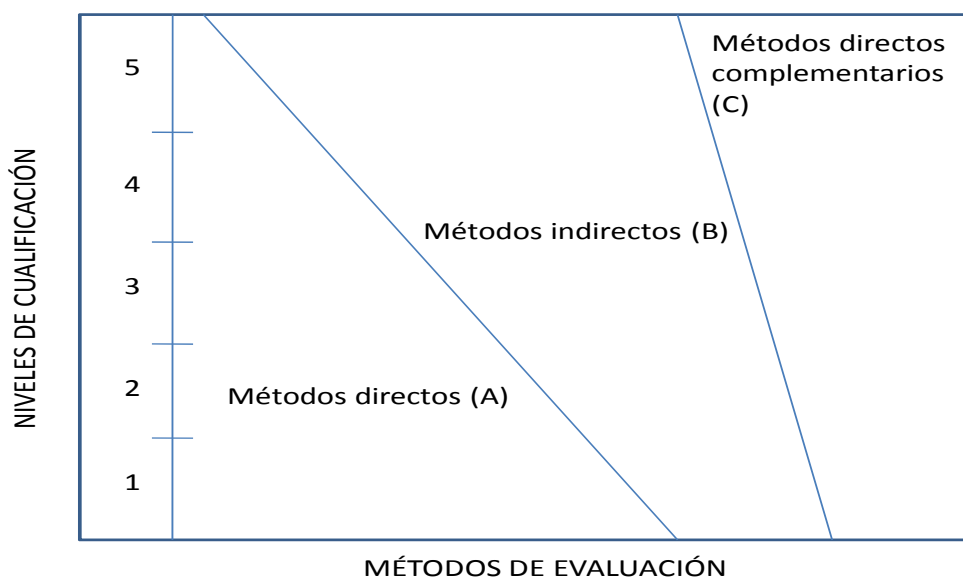 Métodos directos
complementarios
(C)
5
4
Métodos indirectos (B)
3
2
Métodos directos (A)
1
NIVELES DE CUALIFICACIÓN
MÉTODOS DE EVALUACIÓN